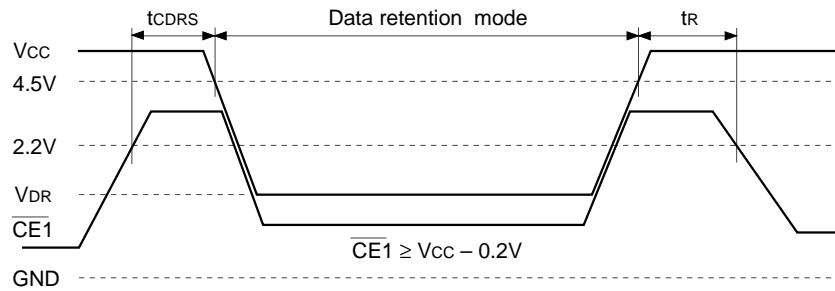 tCDRS Data retention mode tR
VCC
4.5V
2.2V
VDR
CE1
CE1 ≥ VCC – 0.2V
GND